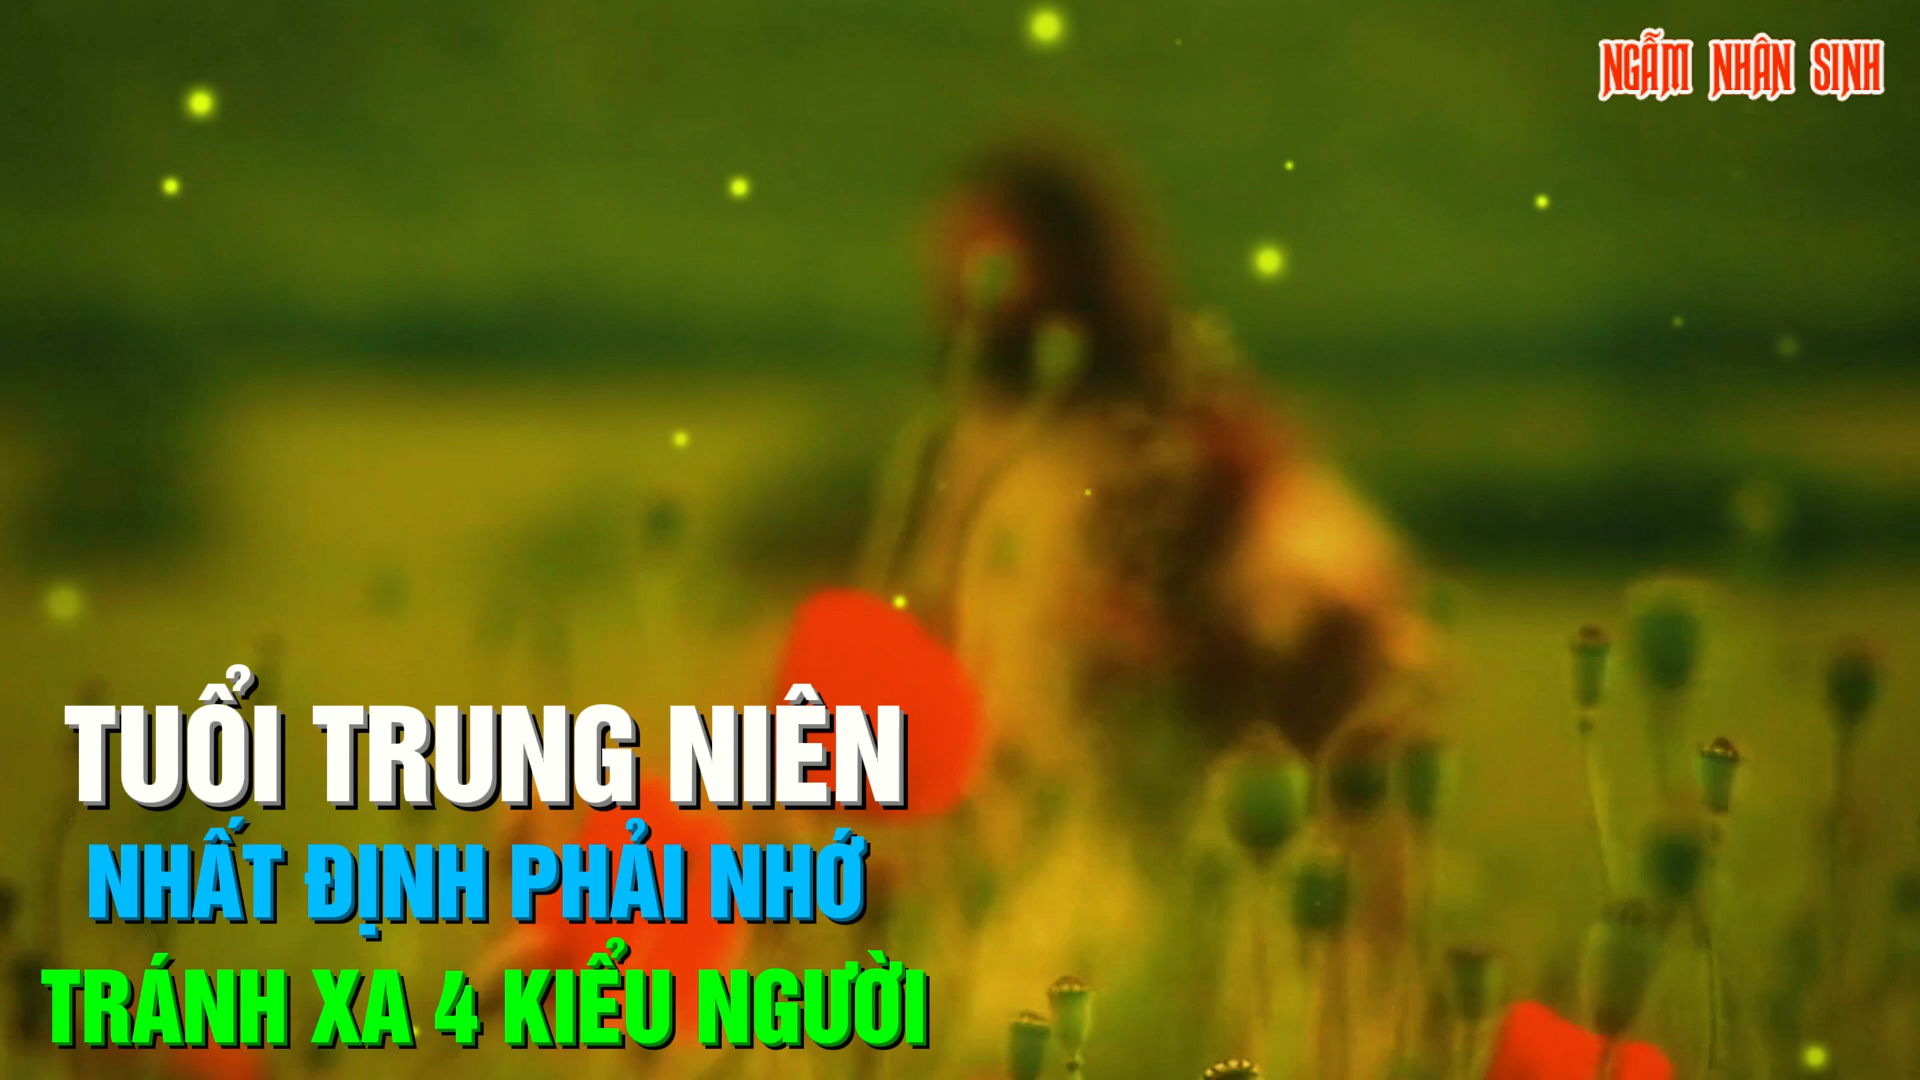 NGẪM NHÂN SINH
TUỔI TRUNG NIÊN
NHẤT ĐỊNH PHẢI NHỚ
TRÁNH XA 4 KIỂU NGƯỜI